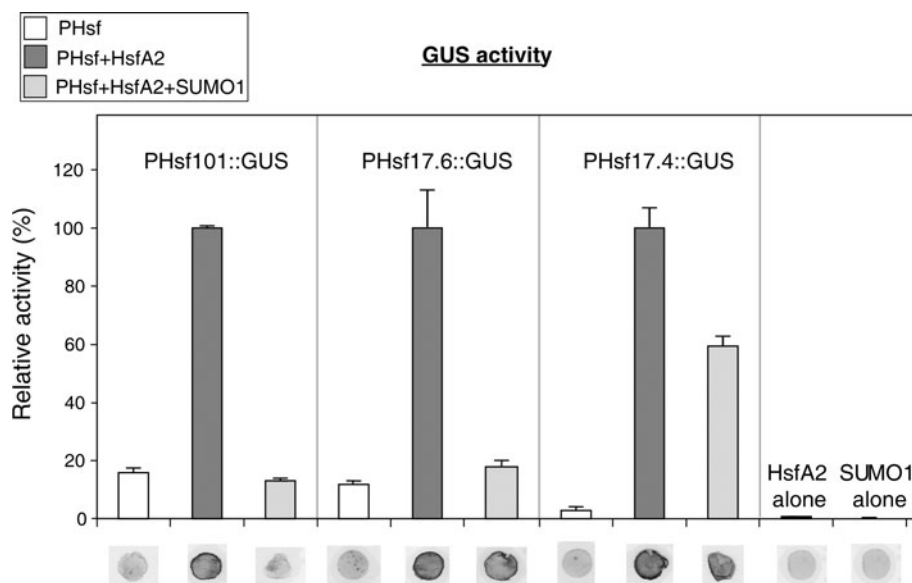 PHsf
PHsf+HsfA2
PHsf+HsfA2+SUMO1
GUS activity
PHsf101::GUS
PHsf17.6::GUS
PHsf17.4::GUS
Relative activity (%)
120
100
80
60
40
20
0
HsfA2
alone
SUMO1
alone